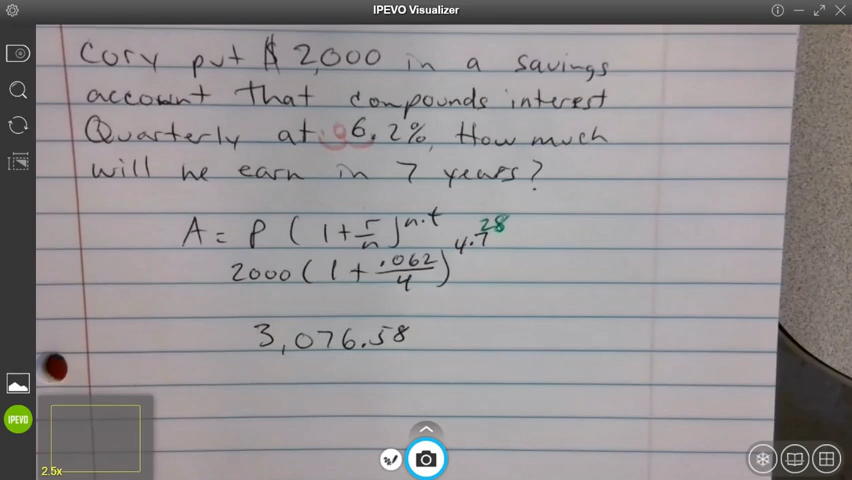 IPEVO Visualizer
Cory put $2,000 in a savings
account that compounds interest
Quarterly at 6.2%. How much
will he earn in 7 years?
A = P ( 1 + r/n )^n·t
2000 ( 1 + .062/4 )^4·7 28
3,076.58
IPEVO
2.5x